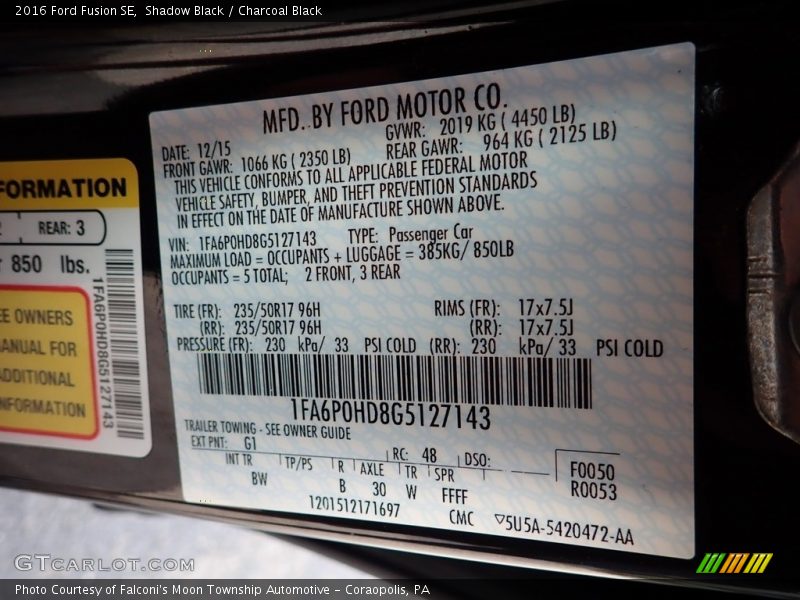 2016 Ford Fusion SE, Shadow Black / Charcoal Black
MFD. BY FORD MOTOR CO.
DATE: 12/15 GVWR: 2019 KG ( 4450 LB)
FRONT GAWR: 1066 KG ( 2350 LB) REAR GAWR: 964 KG ( 2125 LB)
THIS VEHICLE CONFORMS TO ALL APPLICABLE FEDERAL MOTOR
VEHICLE SAFETY, BUMPER, AND THEFT PREVENTION STANDARDS
IN EFFECT ON THE DATE OF MANUFACTURE SHOWN ABOVE.
VIN: 1FA6P0HD8G5127143 TYPE: Passenger Car
MAXIMUM LOAD = OCCUPANTS + LUGGAGE = 385KG/ 850LB
OCCUPANTS = 5 TOTAL; 2 FRONT, 3 REAR
TIRE (FR): 235/50R17 96H RIMS (FR): 17x7.5J
(RR): 235/50R17 96H (RR): 17x7.5J
PRESSURE (FR): 230 kPa/ 33 PSI COLD (RR): 230 kPa/ 33 PSI COLD
1FA6P0HD8G5127143
TRAILER TOWING - SEE OWNER GUIDE
EXT PNT: G1 RC: 48 DSO:
INT TR TP/PS R AXLE TR SPR
BW B 30 W FFFF
F0050
R0053
1201512171697 CMC ▽5U5A-5420472-AA
FORMATION
REAR: 3
850 lbs.
EE OWNERS
ANUAL FOR
ADDITIONAL
NFORMATION
1FA6P0HD8G5127143
GTCARLOT.COM
Photo Courtesy of Falconi's Moon Township Automotive – Coraopolis, PA